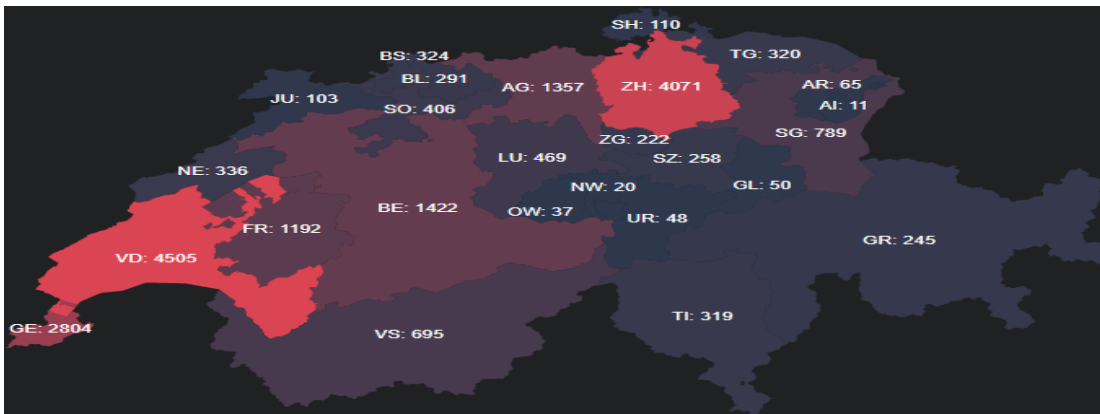 SH: 110
BS: 324
TG: 320
BL: 291
AG: 1357
ZH: 4071
AR: 65
JU: 103
SO: 406
AI: 11
ZG: 222
SG: 789
NE: 336
LU: 469
SZ: 258
NW: 20
GL: 50
BE: 1422
OW: 37
UR: 48
FR: 1192
GR: 245
VD: 4505
TI: 319
GE: 2804
VS: 695